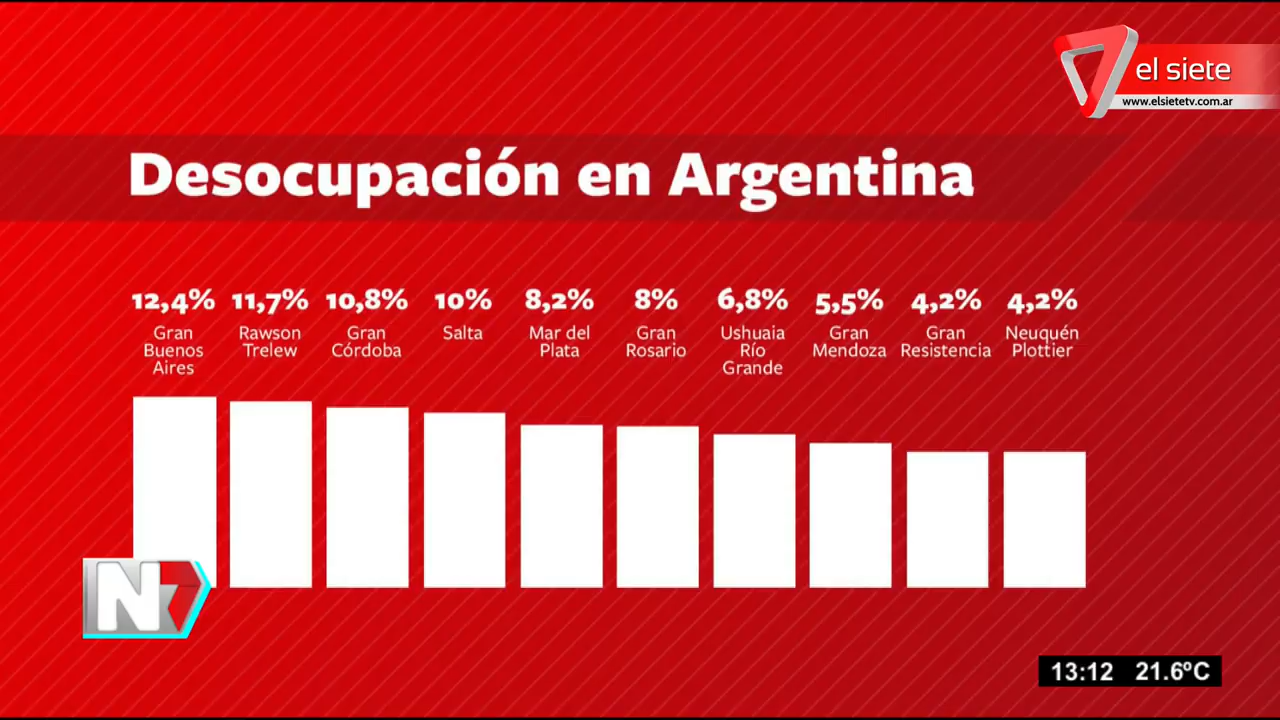 el siete
www.elsietetv.com.ar
Desocupación en Argentina
12,4% 11,7% 10,8% 10% 8,2% 8% 6,8% 5,5% 4,2% 4,2%
Gran Rawson Gran Salta Mar del Gran Ushuaia Gran Gran Neuquén
Buenos Trelew Córdoba Plata Rosario Río Mendoza Resistencia Plottier
Aires Grande
N7
13:12 21.6ºC